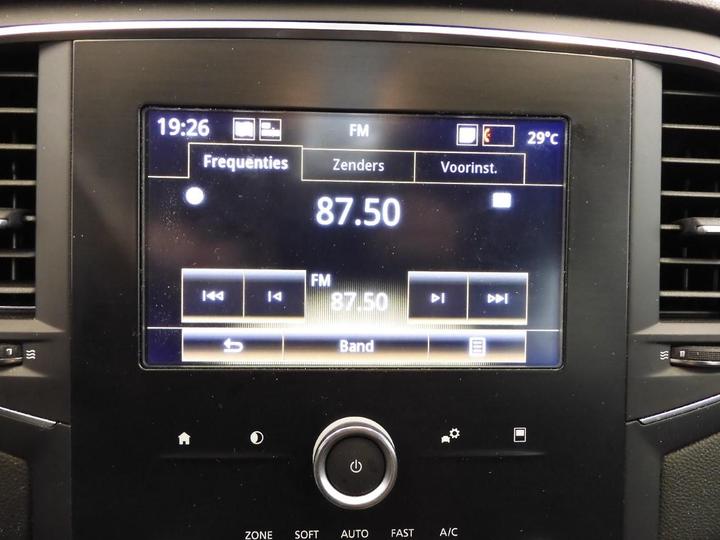 19:26 FM 29°C
Frequenties Zenders Voorinst.
87.50
FM
87.50
Band
ZONE SOFT AUTO FAST A/C